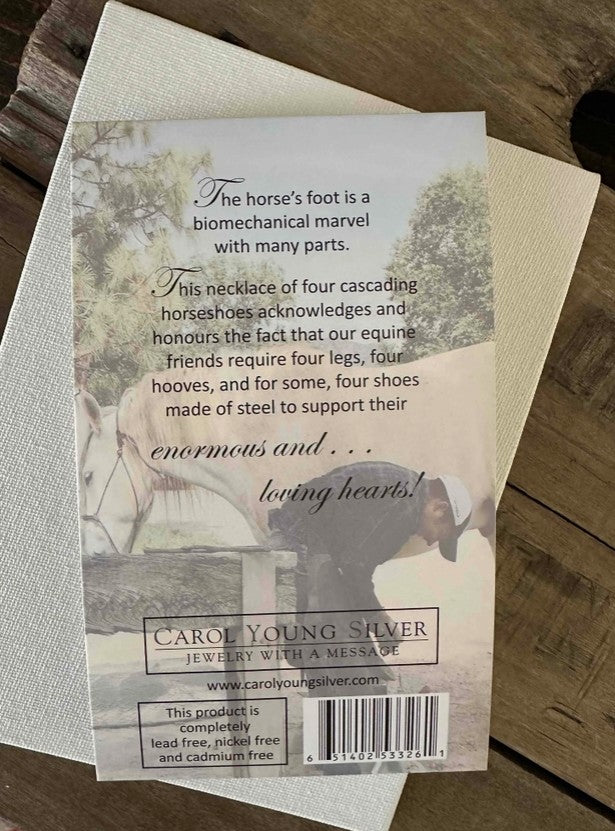 The horse's foot is a
biomechanical marvel
with many parts.
This necklace of four cascading
horseshoes acknowledges and
honours the fact that our equine
friends require four legs, four
hooves, and for some, four shoes
made of steel to support their
enormous and . . .
loving hearts!
CAROL YOUNG SILVER
JEWELRY WITH A MESSAGE
www.carolyoungsilver.com
This product is
completely
lead free, nickel free
and cadmium free
6 51402 53326 1